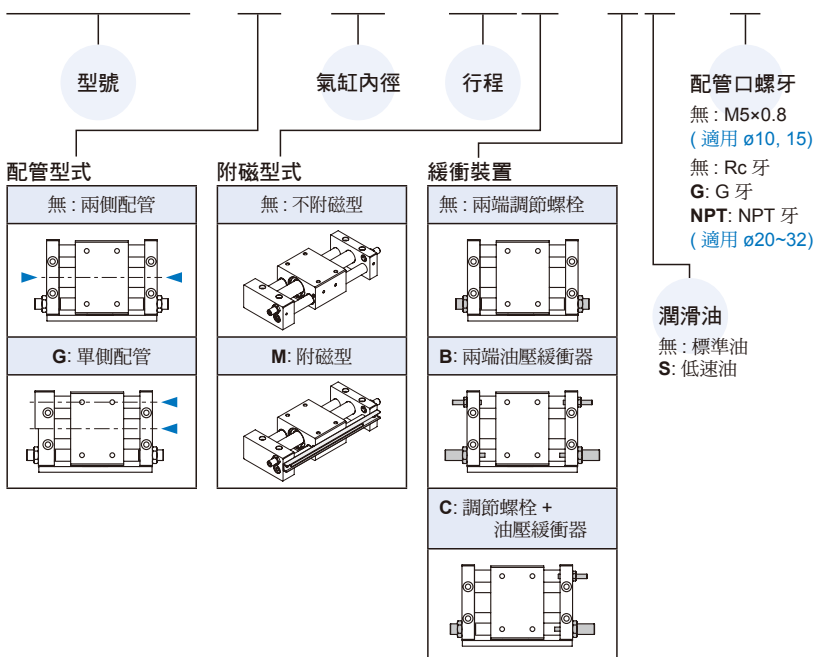 型號
氣缸內徑
行程
配管口螺牙
無 : M5×0.8
( 適用 ø10, 15)
無 : Rc 牙
G: G 牙
NPT: NPT 牙
( 適用 ø20~32)
配管型式
無 : 兩側配管
G: 單側配管
附磁型式
無 : 不附磁型
M: 附磁型
緩衝裝置
無 : 兩端調節螺栓
B: 兩端油壓緩衝器
C: 調節螺栓 +
油壓緩衝器
潤滑油
無 : 標準油
S: 低速油